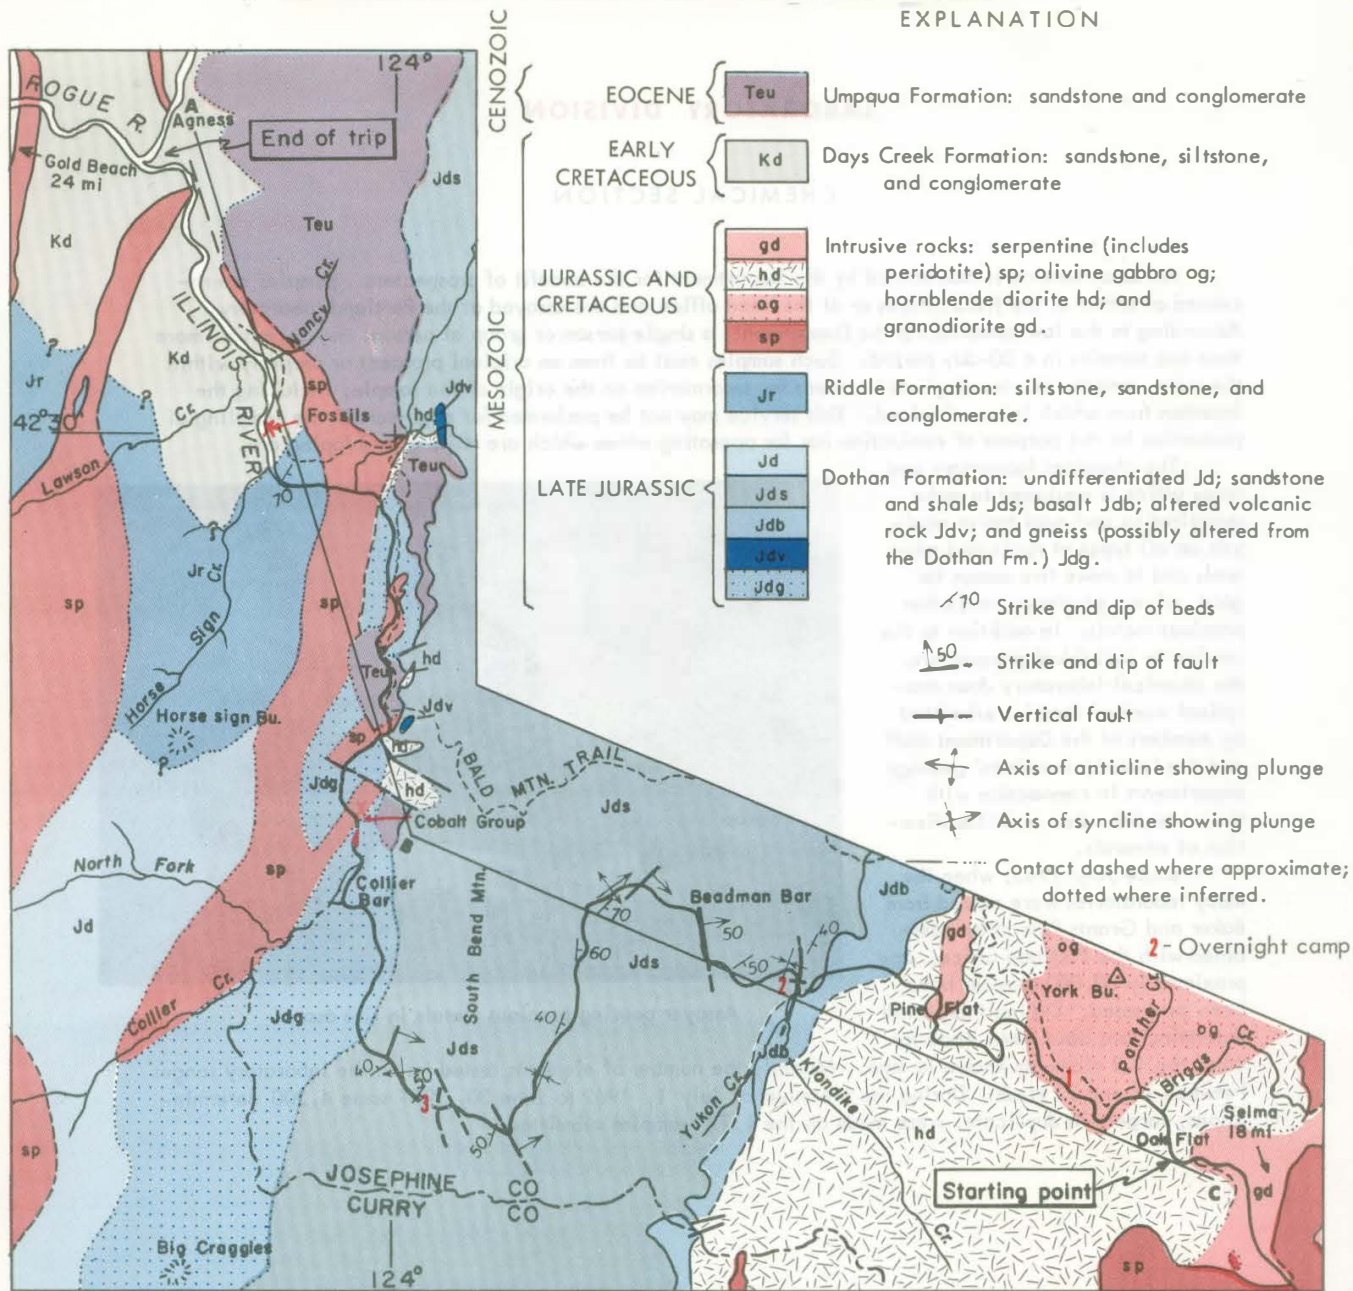 EXPLANATION
CENOZOIC
EOCENE
Teu
Umpqua Formation: sandstone and conglomerate
MESOZOIC
EARLY
CRETACEOUS
Kd
Days Creek Formation: sandstone, siltstone,
and conglomerate
JURASSIC AND
CRETACEOUS
gd
hd
og
sp
Intrusive rocks: serpentine (includes
peridotite) sp; olivine gabbro og;
hornblende diorite hd; and
granodiorite gd.
Jr
Riddle Formation: siltstone, sandstone, and
conglomerate.
LATE JURASSIC
Jd
Jds
Jdb
Jdv
Jdg
Dothan Formation: undifferentiated Jd; sandstone
and shale Jds; basalt Jdb; altered volcanic
rock Jdv; and gneiss (possibly altered from
the Dothan Fm.) Jdg.
70 Strike and dip of beds
50 Strike and dip of fault
Vertical fault
Axis of anticline showing plunge
Axis of syncline showing plunge
Contact dashed where approximate;
dotted where inferred.
2 - Overnight camp
124°
ROGUE R.
A
Agness
End of trip
Gold Beach
24 mi
Jds
Kd
Teu
ILLINOIS RIVER
Nancy Cr.
?
Kd
Jr
sp
Jdv
?
hd
Fossils
42°30'
Cr.
Lawson
Teu
70
?
Jr
Horse Sign Cr.
sp
sp
hd
Teu
Horse sign Bu.
Jdv
?
sp
hd
BALD MTN. TRAIL
Jdg
hd
Jds
Cobalt Group
4
B
North Fork
sp
Collier
Bar
South Bend Mtn.
Beadman Bar
Jdb
Jd
70
50
40
gd
og
60
Jds
50
2
York Bu.
Panther Cr.
Collier Cr.
Pine Flat
og
Jdg
Jds
40
Jdb
1
Briggs Cr.
40
50
3
Yukon Cr.
Klondike Cr.
hd
Selma
18 mi
Oak Flat
50
sp
JOSEPHINE
CURRY
CO
CO
Starting point
C
gd
Big Craggies
124°
sp